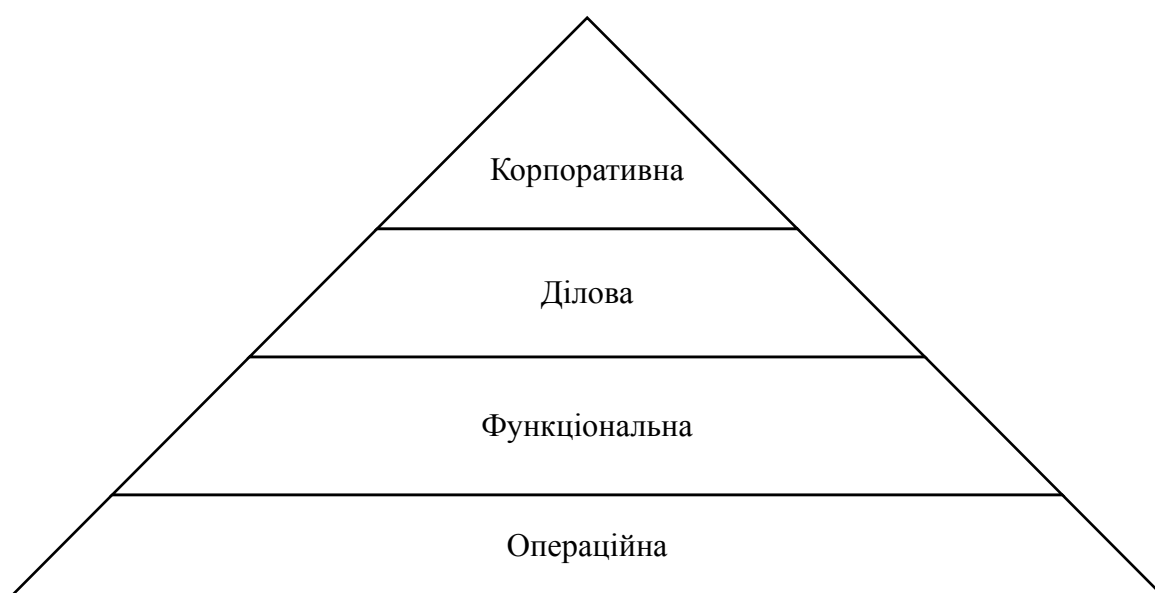 Корпоративна
Ділова
Функціональна
Операційна